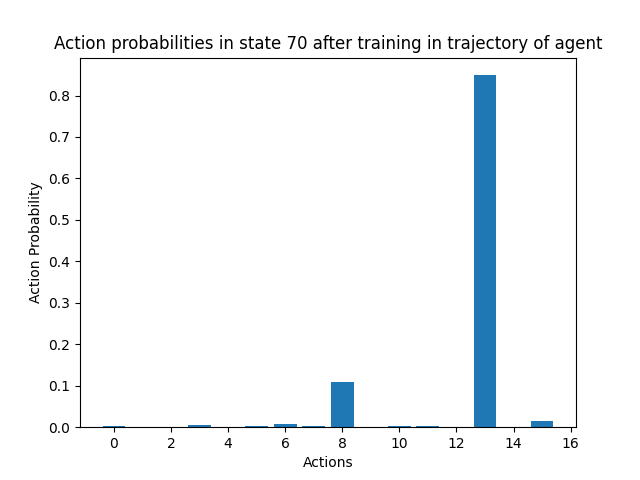 Action probabilities in state 70 after training in trajectory of agent
Action Probability
0.8
0.7
0.6
0.5
0.4
0.3
0.2
0.1
0.0
0 2 4 6 8 10 12 14 16
Actions